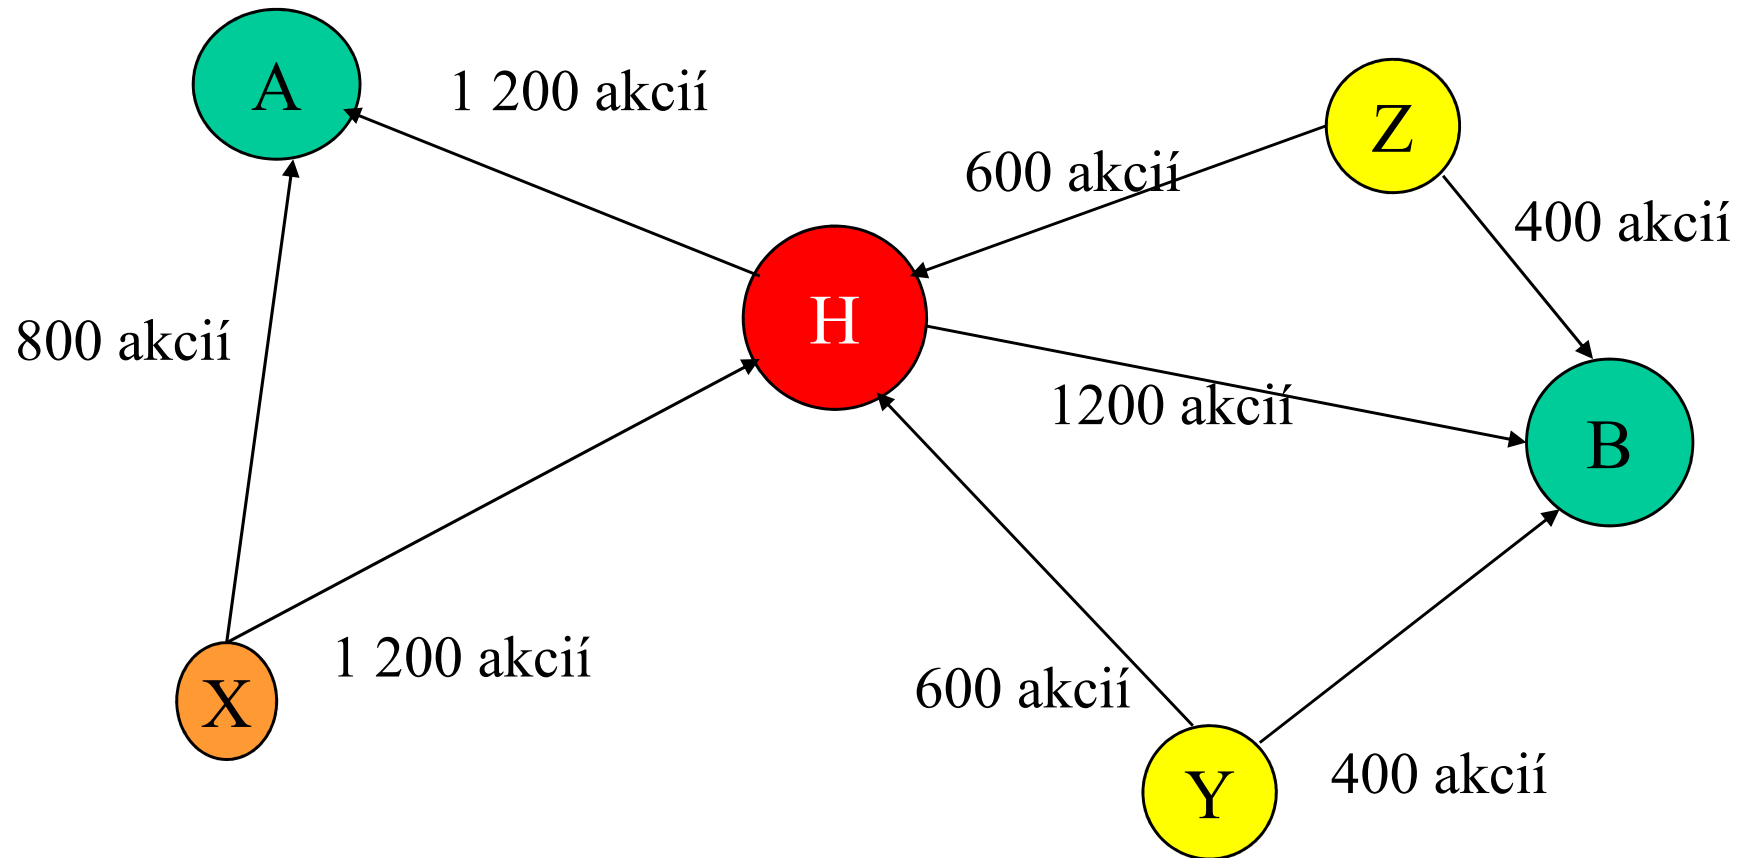 A
1 200 akcií
Z
600 akcií
400 akcií
H
800 akcií
1200 akcií
B
1 200 akcií
600 akcií
X
400 akcií
Y